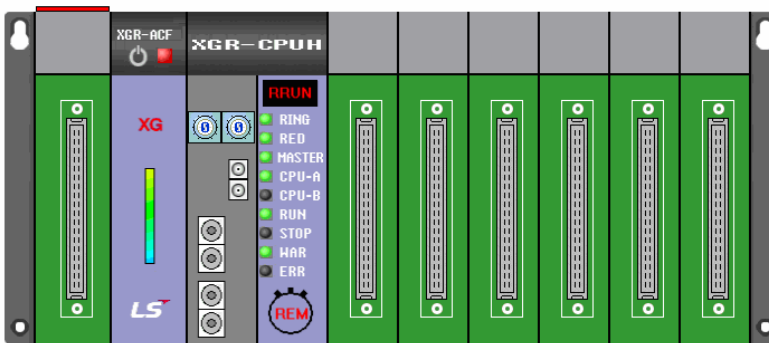 XGR-ACF
XGR-CPUH
XG
LS
0 0
RRUN
RING
RED
MASTER
CPU-A
CPU-B
RUN
STOP
WAR
ERR
REM